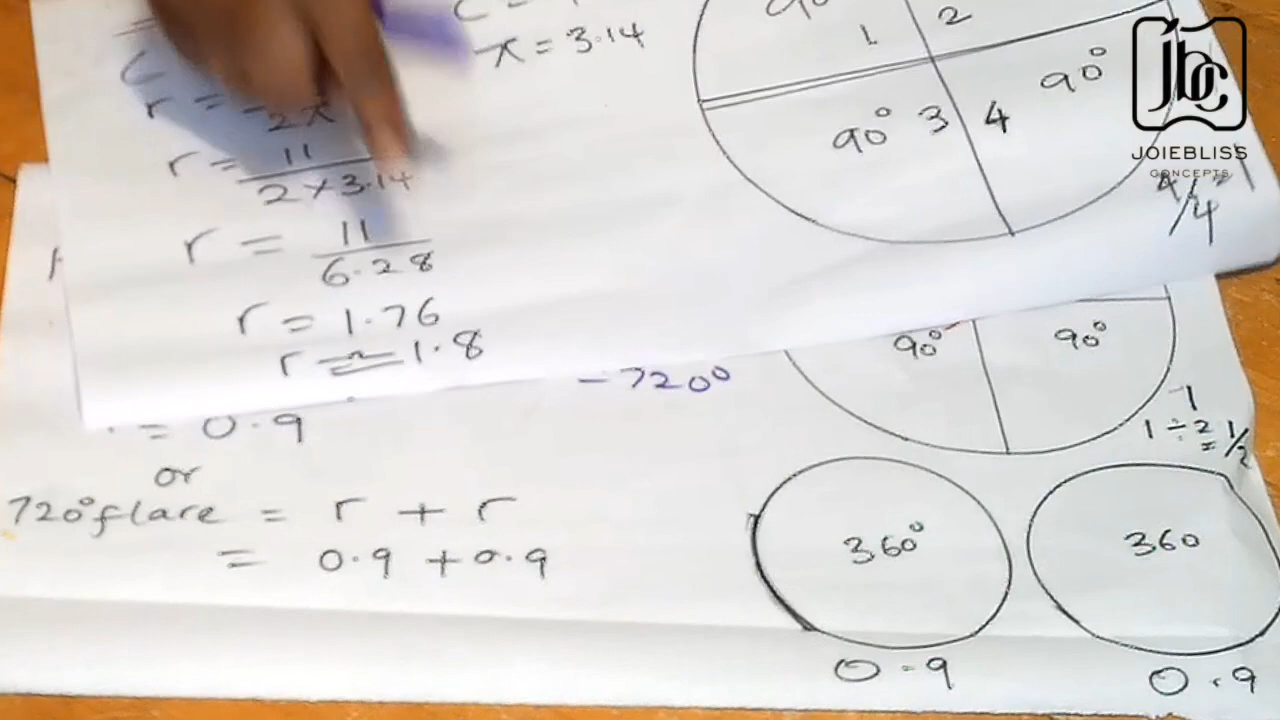 π = 3.14
r = 2π
r = 11
2 × 3.14
r = 11
6.28
r = 1.76
r ≃ 1.8
90°
1
2
90°
90° 3
4
JbC
JOIEBLISS
CONCEPTS
= 0.9
or
720° flare = r + r
= 0.9 + 0.9
- 720°
90°
90°
1 ÷ 2 = 1/2
360°
360
0.9
0.9